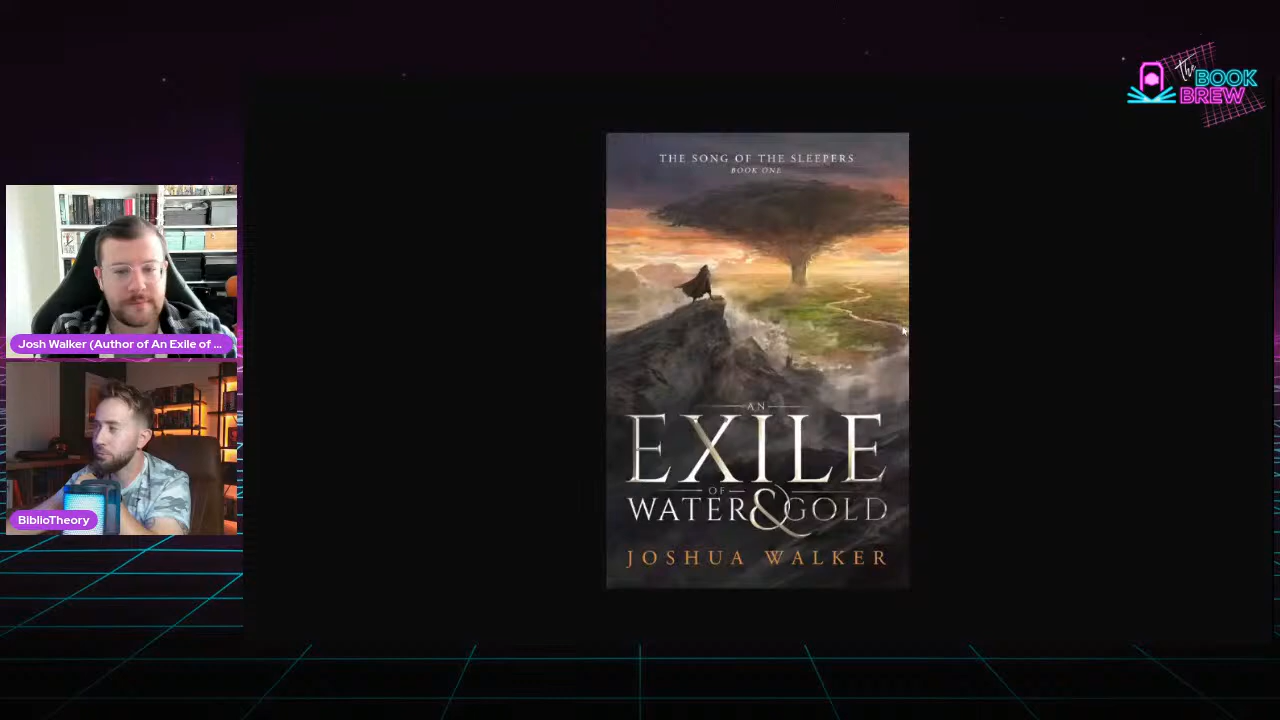 the
BOOK
BREW
THE SONG OF THE SLEEPERS
BOOK ONE
Josh Walker (Author of An Exile of ...
AN
EXILE
OF
WATER & GOLD
JOSHUA WALKER
BiblioTheory